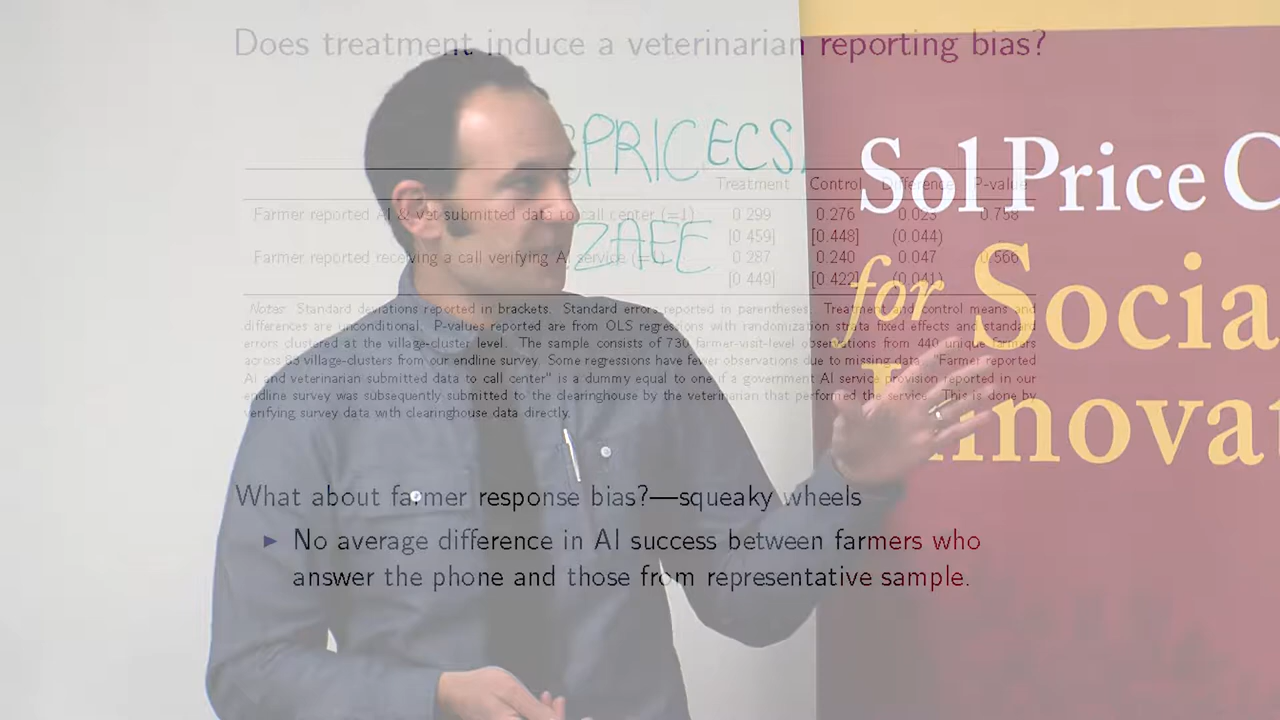 Does treatment induce a veterinarian reporting bias?
PRICECS
ZAEE
Sol Price C
for Socia
Innovat
Treatment Control Difference P-value
Farmer reported AI & vet submitted data to call center (=1) 0.299 0.276 0.023 0.758
[0.459] [0.448] (0.044)
Farmer reported receiving a call verifying AI service (=1) 0.287 0.240 0.047 0.566
[0.449] [0.422] (0.041)
Notes: Standard deviations reported in brackets. Standard errors reported in parentheses. Treatment and control means and
differences are unconditional. P-values reported are from OLS regressions with randomization strata fixed effects and standard
errors clustered at the village-cluster level. The sample consists of 730 farmer-visit-level observations from 440 unique farmers
across village-clusters from our endline survey. Some regressions have fewer observations due to missing data. "Farmer reported
AI and veterinarian submitted data to call center" is a dummy equal to one if a government AI service provision reported in our
endline survey was subsequently submitted to the clearinghouse by the veterinarian that performed the service. This is done by
verifying survey data with clearinghouse data directly.
What about farmer response bias?—squeaky wheels
► No average difference in AI success between farmers who
answer the phone and those from representative sample.